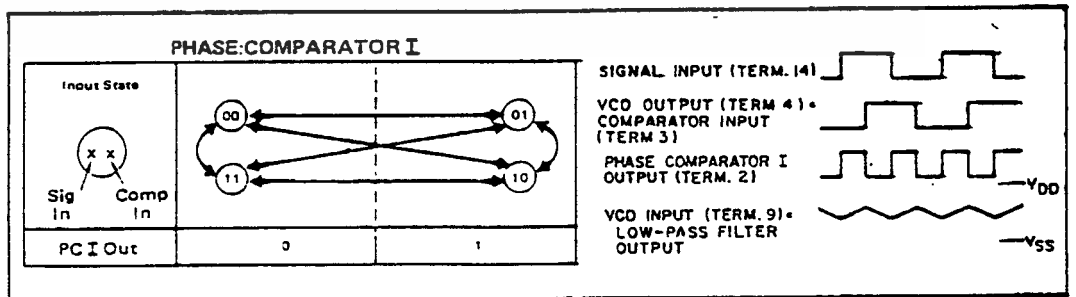 PHASE:COMPARATOR I
Input State
00
01
x x
11
10
Sig In
Comp In
PC I Out
0
1
SIGNAL INPUT (TERM. 14)
VCO OUTPUT (TERM 4)=
COMPARATOR INPUT
(TERM 3)
PHASE COMPARATOR I
OUTPUT (TERM. 2)
VDD
VCO INPUT (TERM. 9)=
LOW-PASS FILTER
OUTPUT
VSS